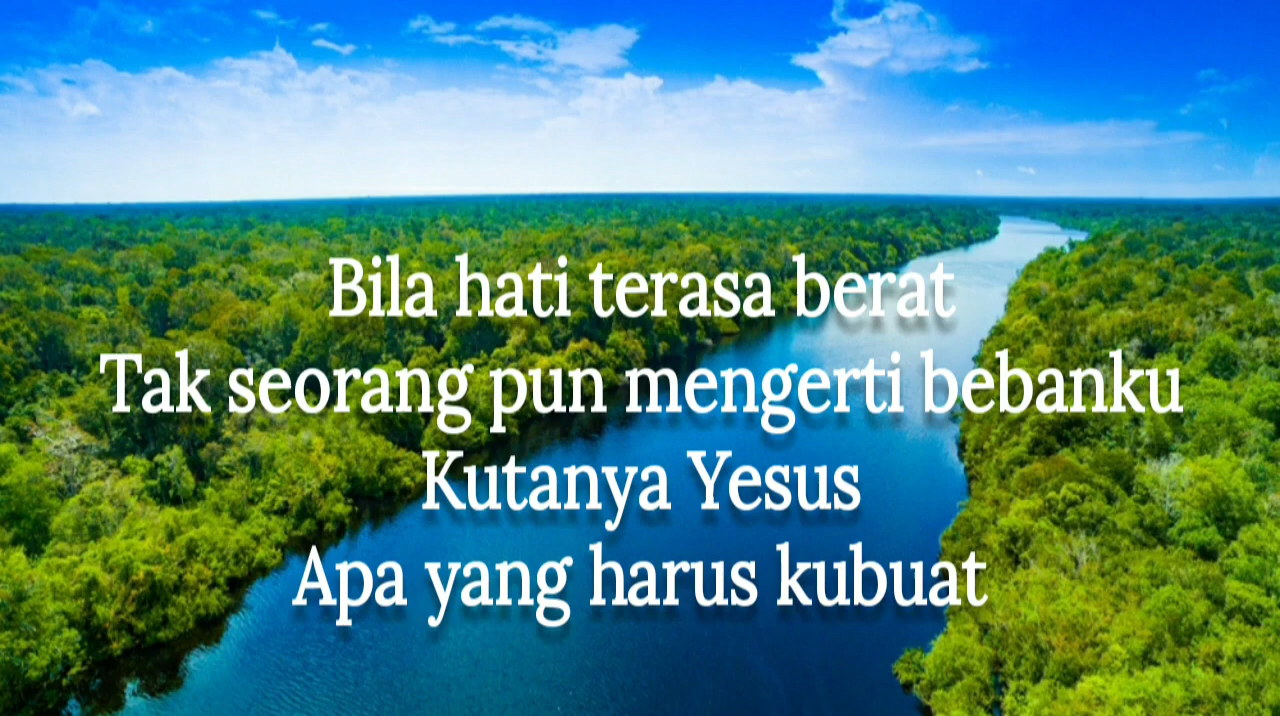 Bila hati terasa berat
Tak seorang pun mengerti bebanku
Kutanya Yesus
Apa yang harus kubuat